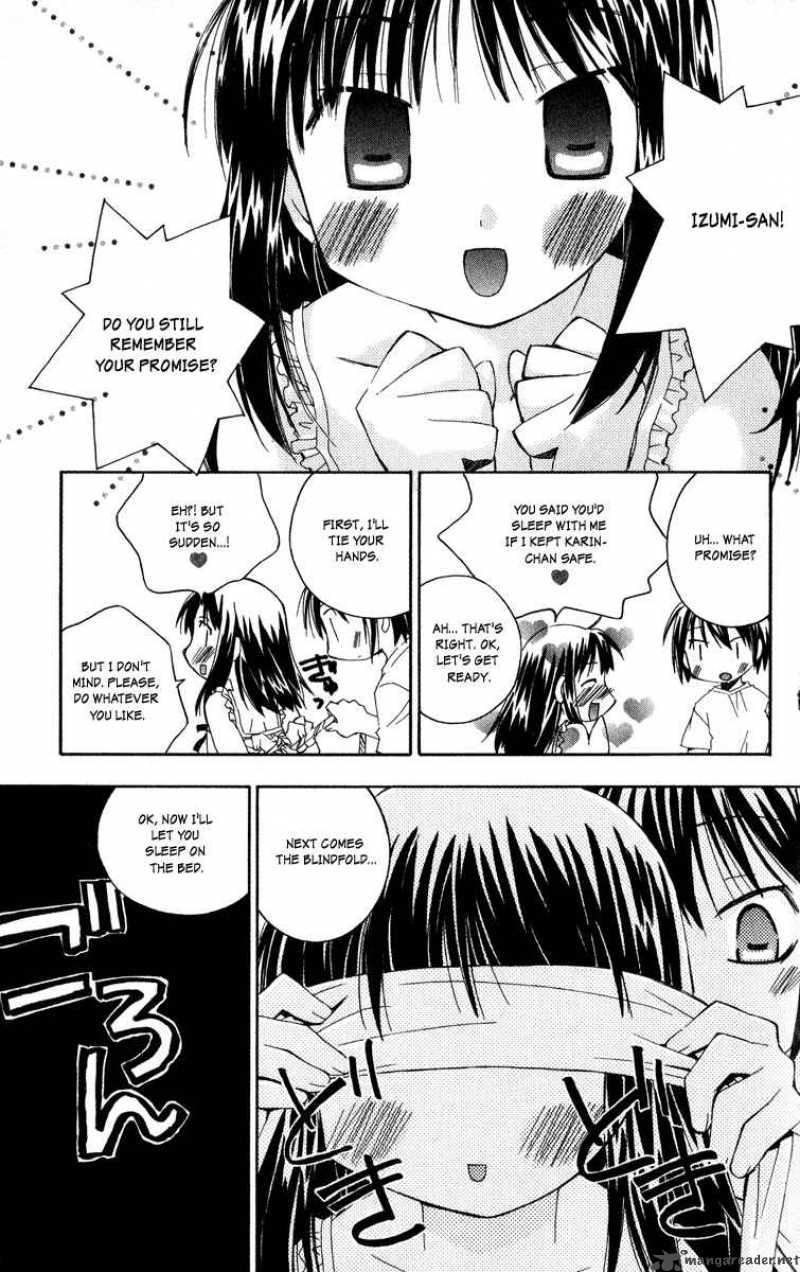 IZUMI-SAN!
DO YOU STILL
REMEMBER
YOUR PROMISE?
UH... WHAT
PROMISE?
YOU SAID YOU'D
SLEEP WITH ME
IF I KEPT KARIN-
CHAN SAFE.
AH... THAT'S
RIGHT. OK,
LET'S GET
READY.
FIRST, I'LL
TIE YOUR
HANDS.
EH?! BUT
IT'S SO
SUDDEN...!
BUT I DON'T
MIND. PLEASE,
DO WHATEVER
YOU LIKE.
ぎゅ
NEXT COMES
THE BLINDFOLD...
どき
どき
OK, NOW I'LL
LET YOU
SLEEP ON
THE BED.
ごろん
mangareader.net